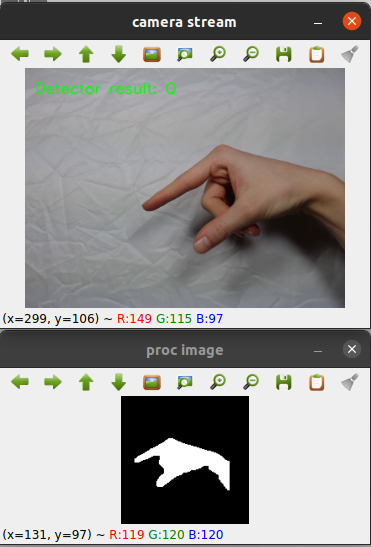 camera stream
Detector result: Q
(x=299, y=106) ~ R:149 G:115 B:97
proc image
(x=131, y=97) ~ R:119 G:120 B:120